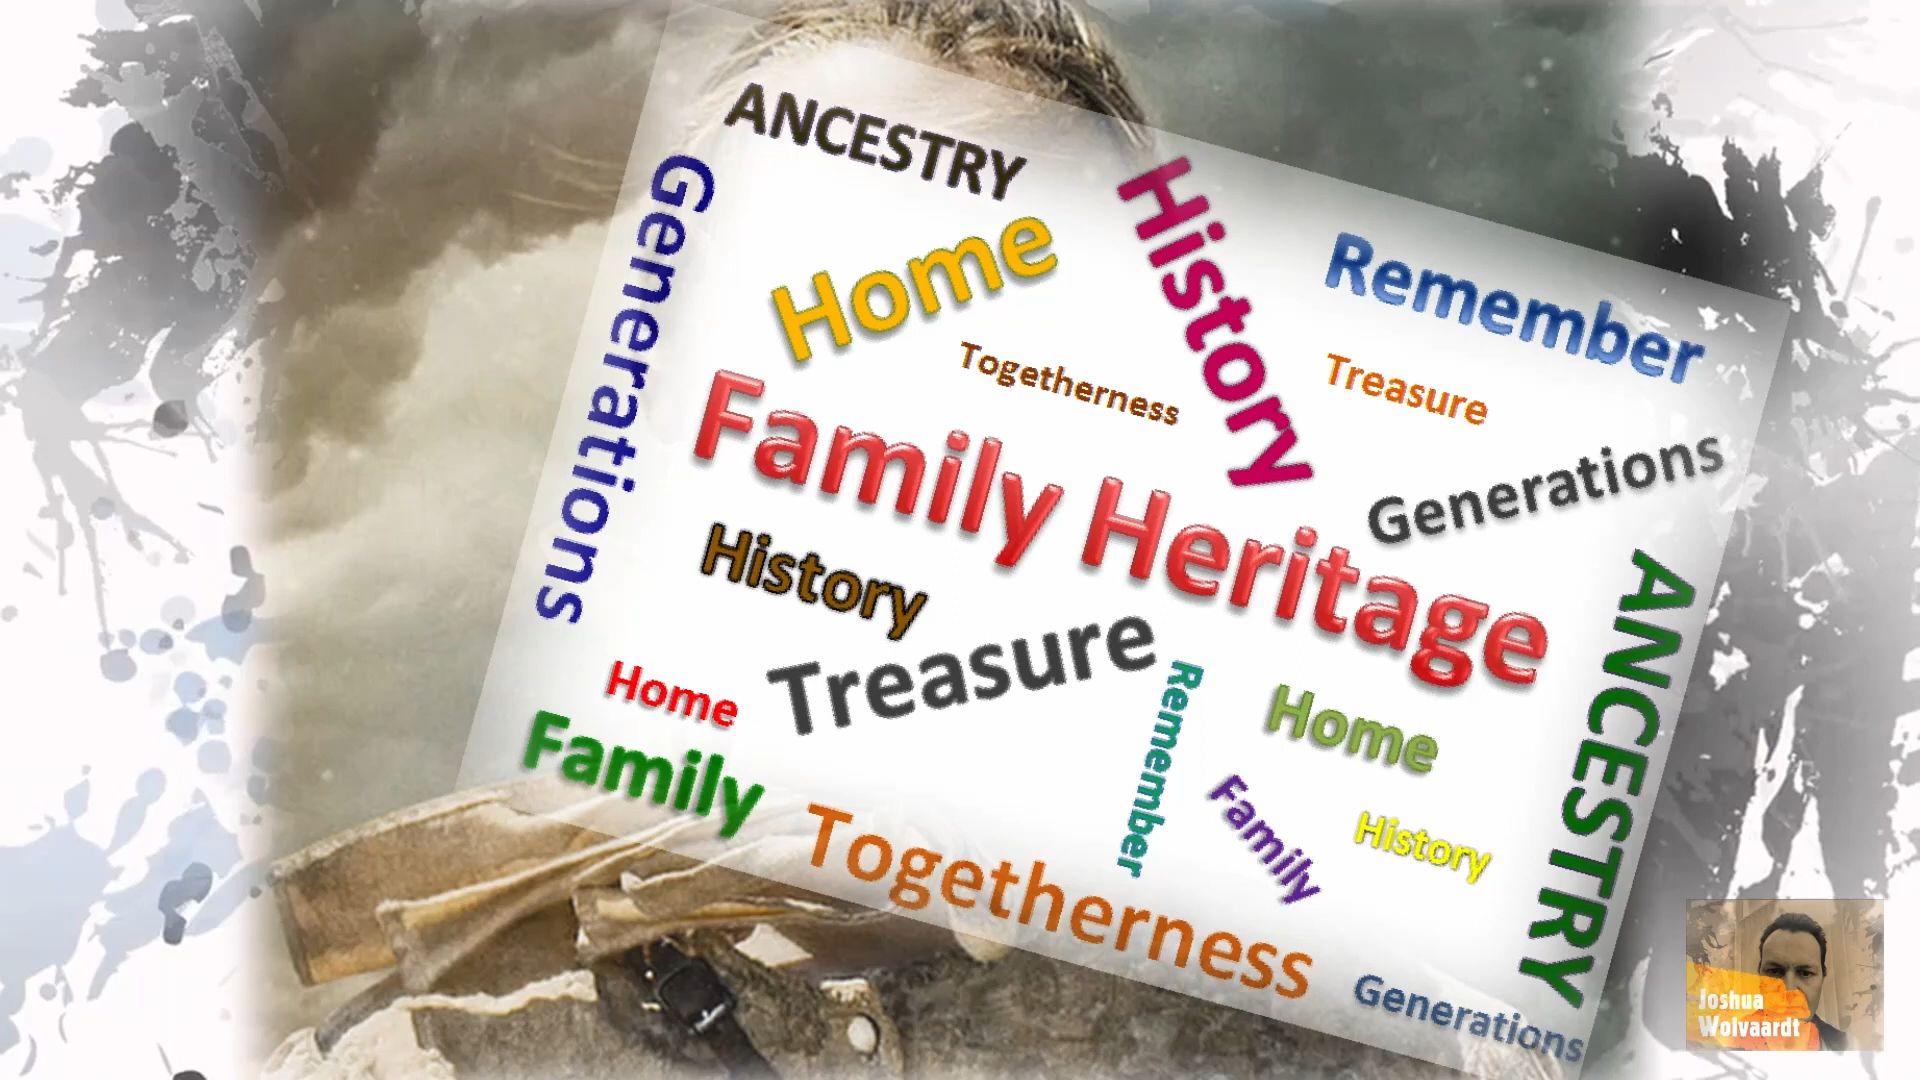 ANCESTRY
Generations
Home
History
Remember
Togetherness
Treasure
Family Heritage
Generations
History
Treasure
ANCESTRY
Home
Home
Remember
Family
Family
History
Togetherness
Generations
Joshua
Wolvaardt